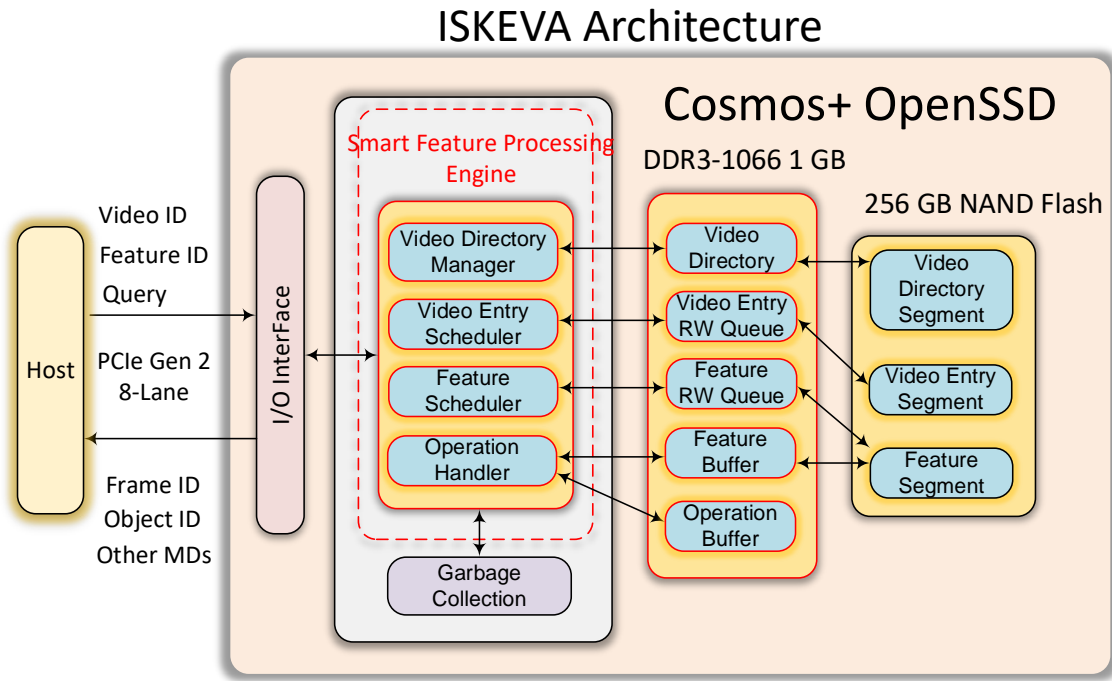 ISKEVA Architecture
Cosmos+ OpenSSD
Smart Feature Processing
Engine
DDR3-1066 1 GB
256 GB NAND Flash
Video ID
Feature ID
Query
PCIe Gen 2
8-Lane
Frame ID
Object ID
Other MDs
Host
I/O InterFace
Video Directory
Manager
Video Entry
Scheduler
Feature
Scheduler
Operation
Handler
Garbage
Collection
Video
Directory
Video Entry
RW Queue
Feature
RW Queue
Feature
Buffer
Operation
Buffer
Video
Directory
Segment
Video Entry
Segment
Feature
Segment